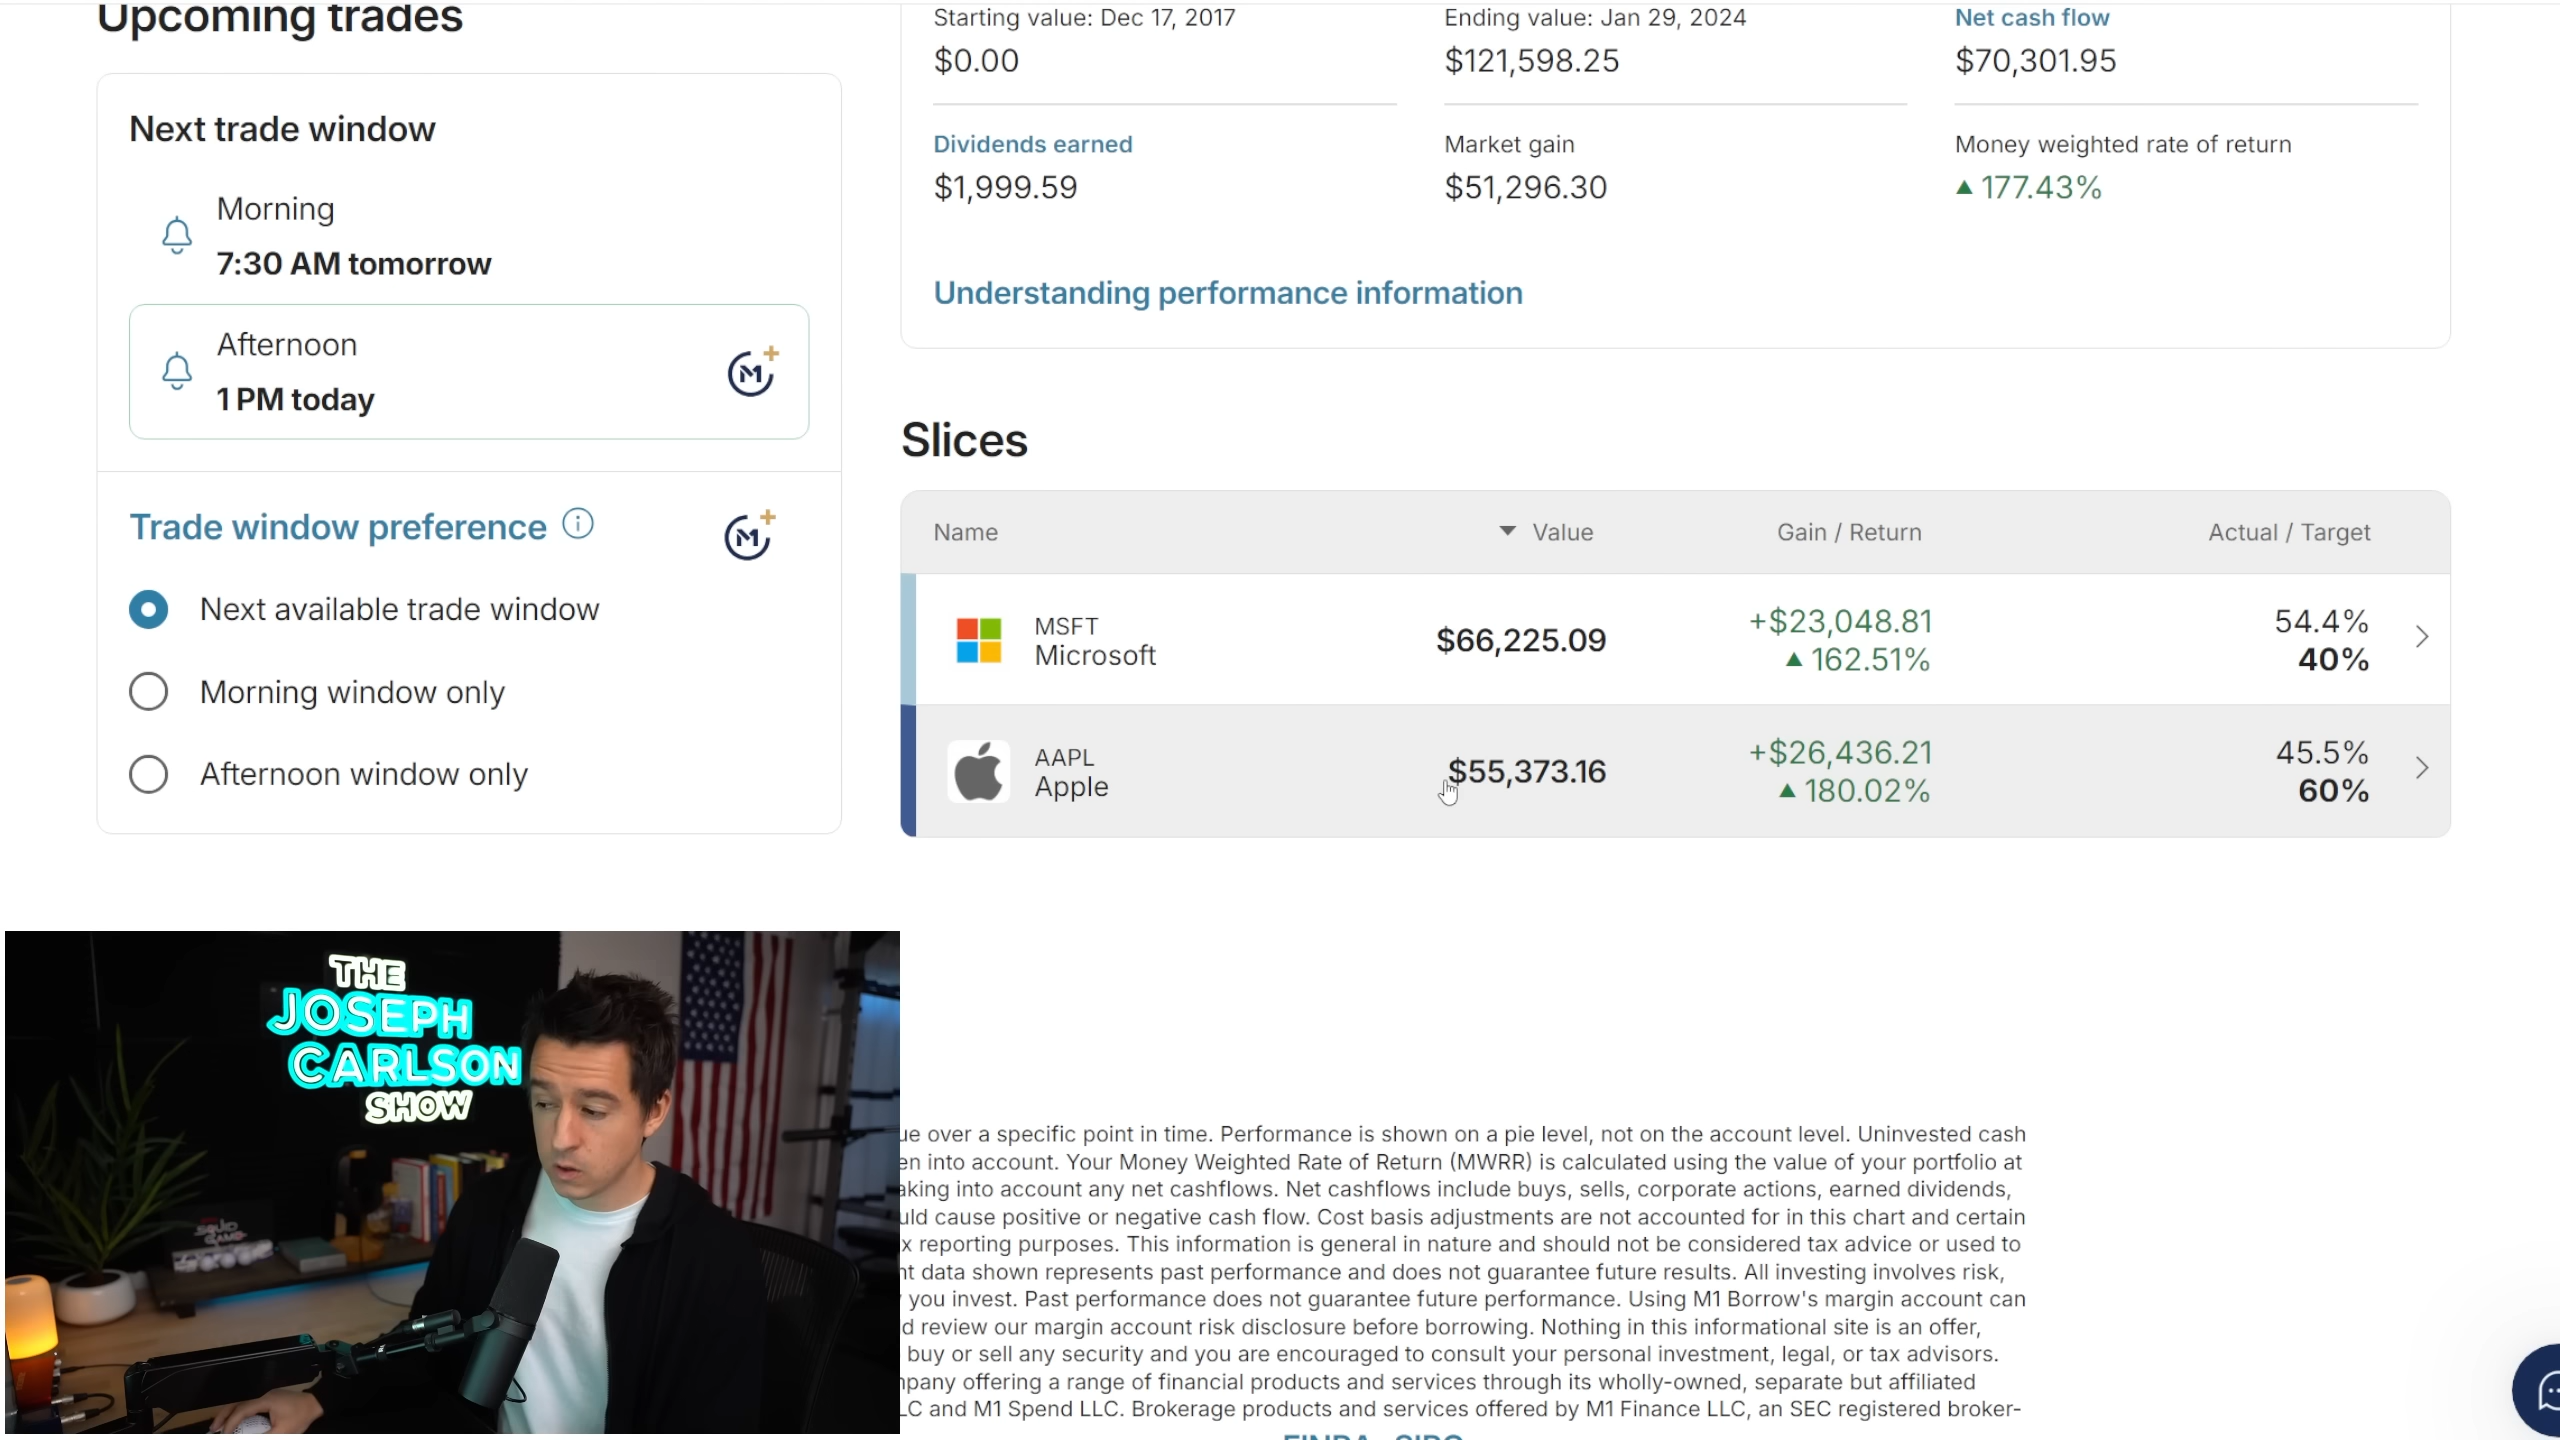 Upcoming trades
Next trade window
Morning
7:30 AM tomorrow
Afternoon
1 PM today
Trade window preference
Next available trade window
Morning window only
Afternoon window only
Starting value: Dec 17, 2017
$0.00
Ending value: Jan 29, 2024
$121,598.25
Net cash flow
$70,301.95
Dividends earned
$1,999.59
Market gain
$51,296.30
Money weighted rate of return
177.43%
Understanding performance information
Slices
Name Value Gain / Return Actual / Target
MSFT
Microsoft
$66,225.09
+$23,048.81
162.51%
54.4%
40%
AAPL
Apple
$55,373.16
+$26,436.21
180.02%
45.5%
60%
THE
JOSEPH
CARLSON
SHOW
over a specific point in time. Performance is shown on a pie level, not on the account level. Uninvested cash
into account. Your Money Weighted Rate of Return (MWRR) is calculated using the value of your portfolio at
into account any net cashflows. Net cashflows include buys, sells, corporate actions, earned dividends,
cause positive or negative cash flow. Cost basis adjustments are not accounted for in this chart and certain
reporting purposes. This information is general in nature and should not be considered tax advice or used to
data shown represents past performance and does not guarantee future results. All investing involves risk,
you invest. Past performance does not guarantee future performance. Using M1 Borrow's margin account can
review our margin account risk disclosure before borrowing. Nothing in this informational site is an offer,
buy or sell any security and you are encouraged to consult your personal investment, legal, or tax advisors.
offering a range of financial products and services through its wholly-owned, separate but affiliated
LC and M1 Spend LLC. Brokerage products and services offered by M1 Finance LLC, an SEC registered broker-